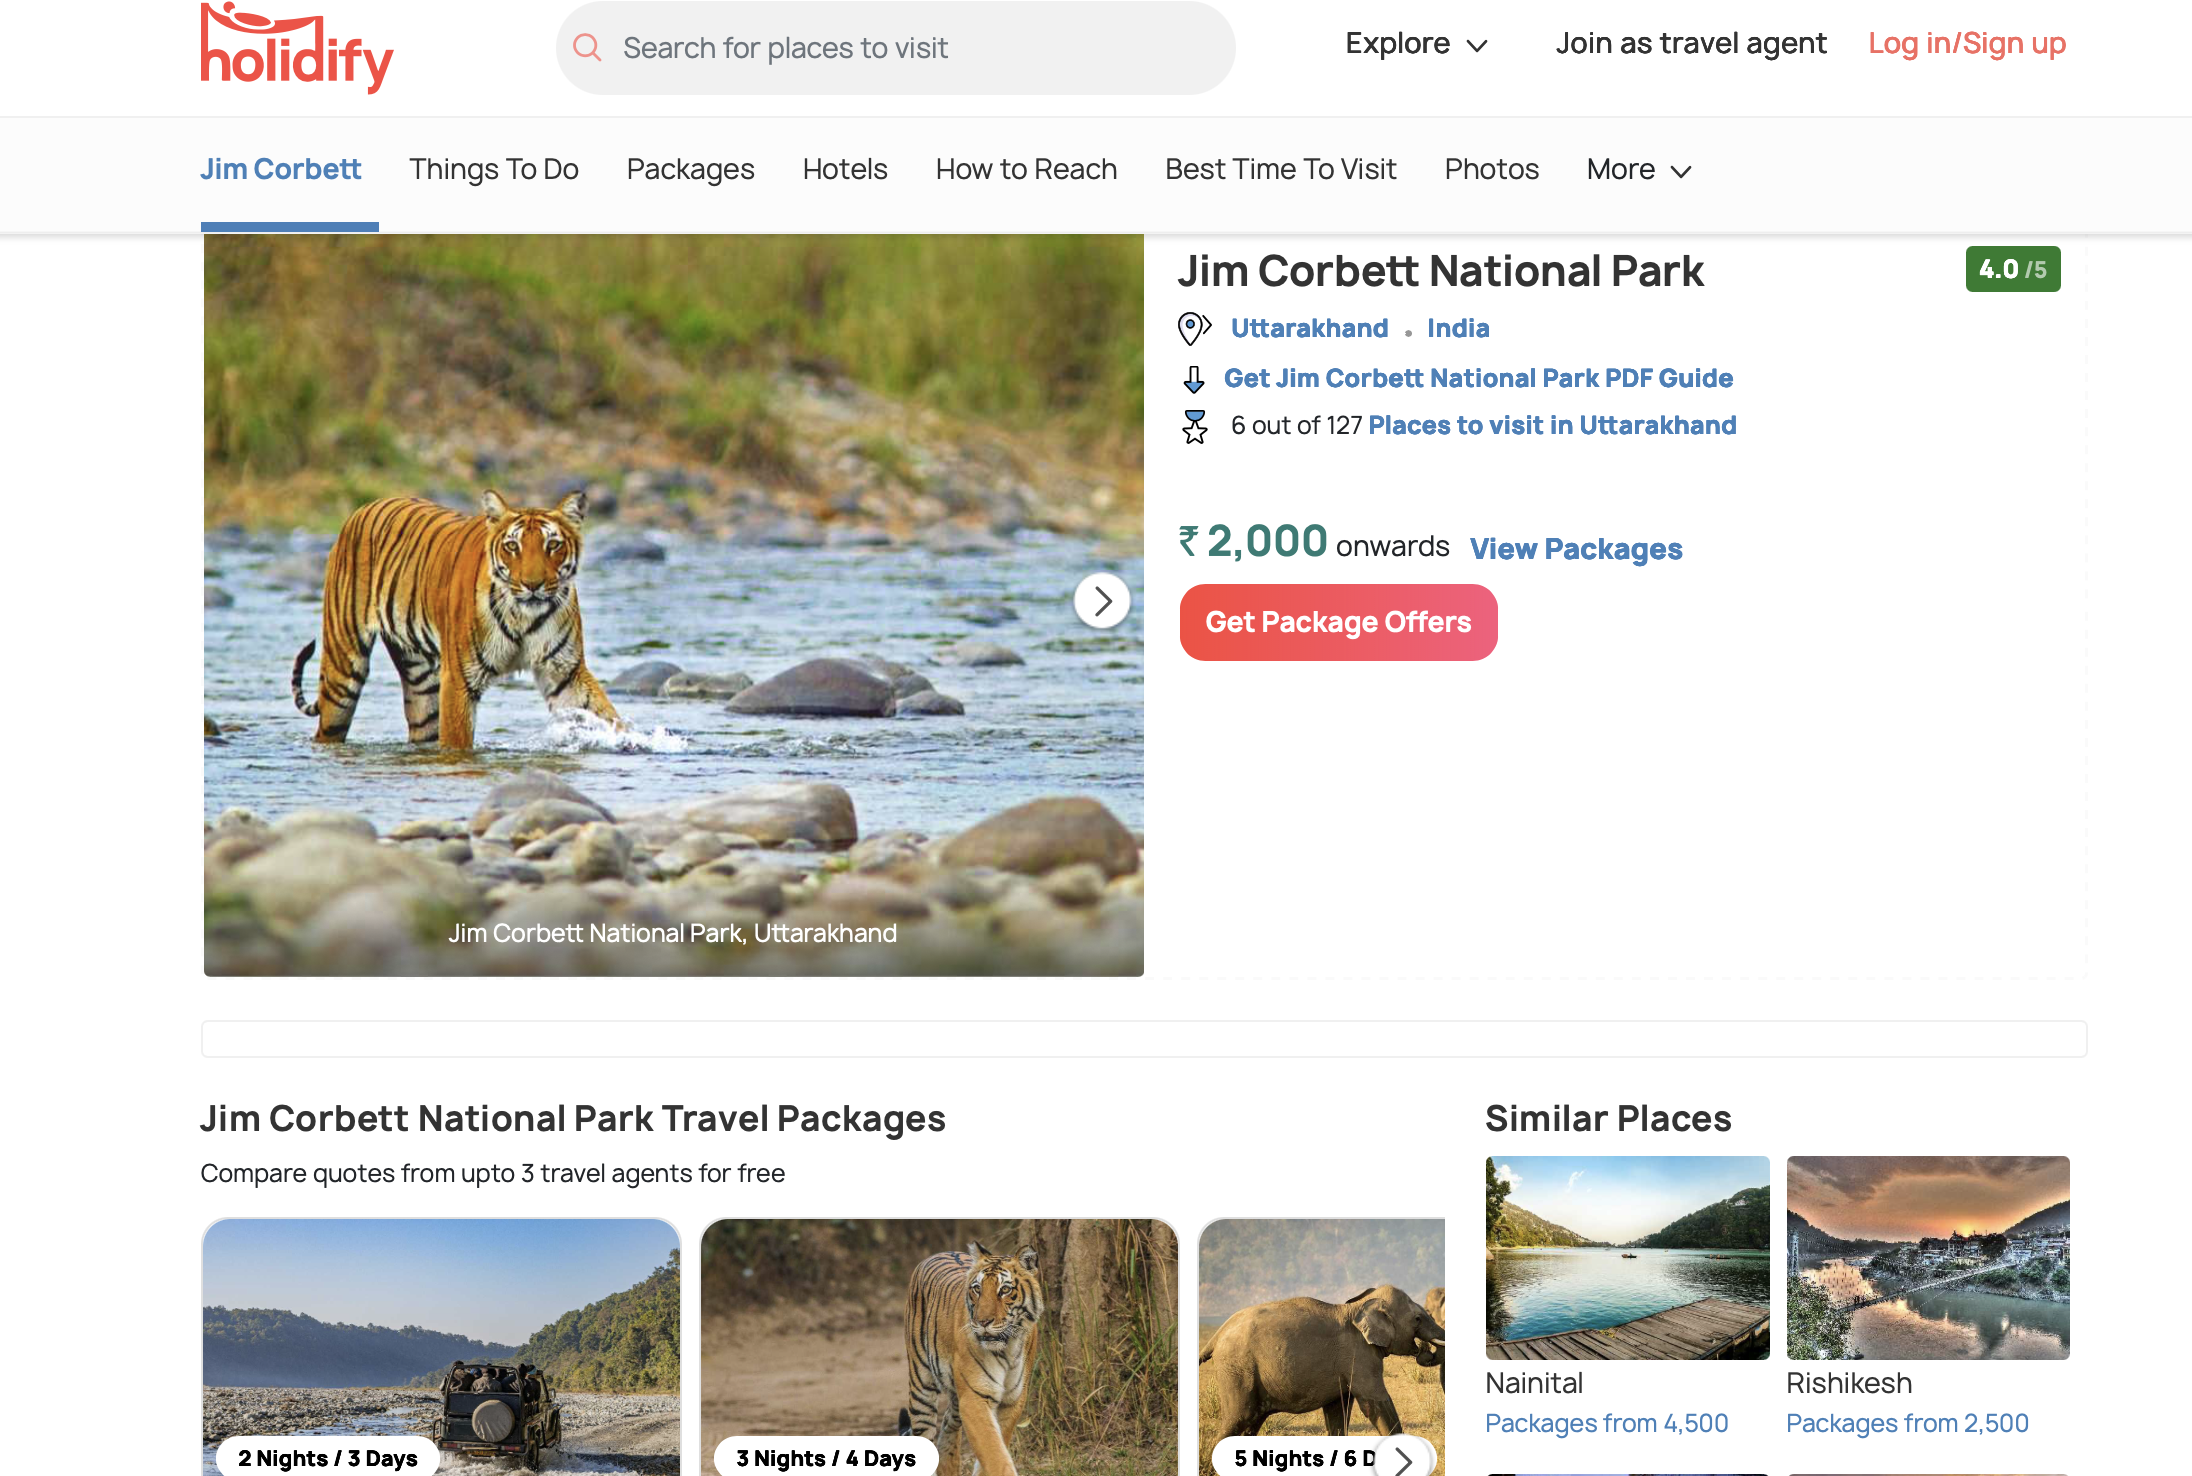 holidify
Search for places to visit
Explore
Join as travel agent
Log in/Sign up
Jim Corbett
Things To Do
Packages
Hotels
How to Reach
Best Time To Visit
Photos
More
Jim Corbett National Park, Uttarakhand
Jim Corbett National Park
4.0 /5
Uttarakhand . India
Get Jim Corbett National Park PDF Guide
6 out of 127 Places to visit in Uttarakhand
₹ 2,000 onwards View Packages
Get Package Offers
Jim Corbett National Park Travel Packages
Compare quotes from upto 3 travel agents for free
2 Nights / 3 Days
3 Nights / 4 Days
5 Nights / 6 D
Similar Places
Nainital
Packages from 4,500
Rishikesh
Packages from 2,500